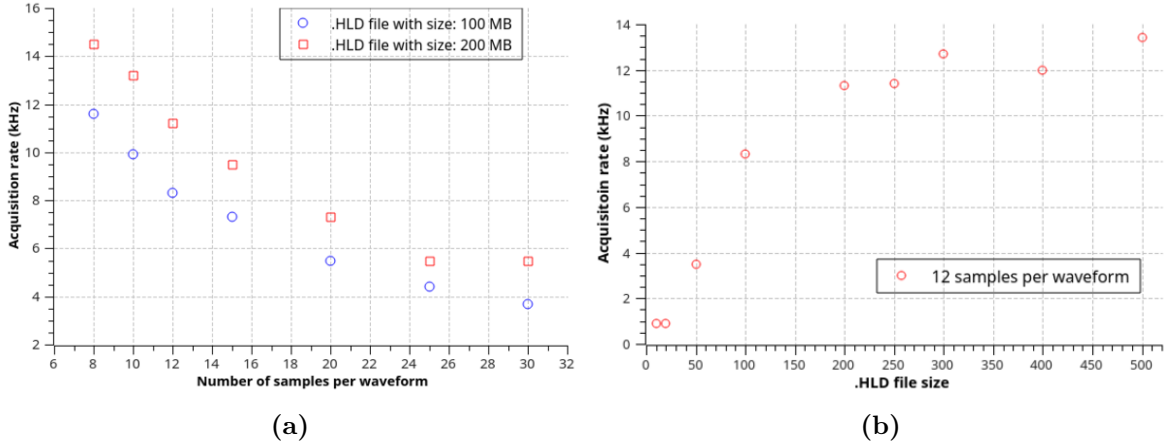 16
14
12
10
8
6
4
2
Acquisition rate (kHz)
.HLD file with size: 100 MB
.HLD file with size: 200 MB
6 8 10 12 14 16 18 20 22 24 26 28 30 32
Number of samples per waveform
(a)
14
12
10
8
6
4
2
0
Acquisitoin rate (kHz)
12 samples per waveform
0 50 100 150 200 250 300 350 400 450 500
.HLD file size
(b)